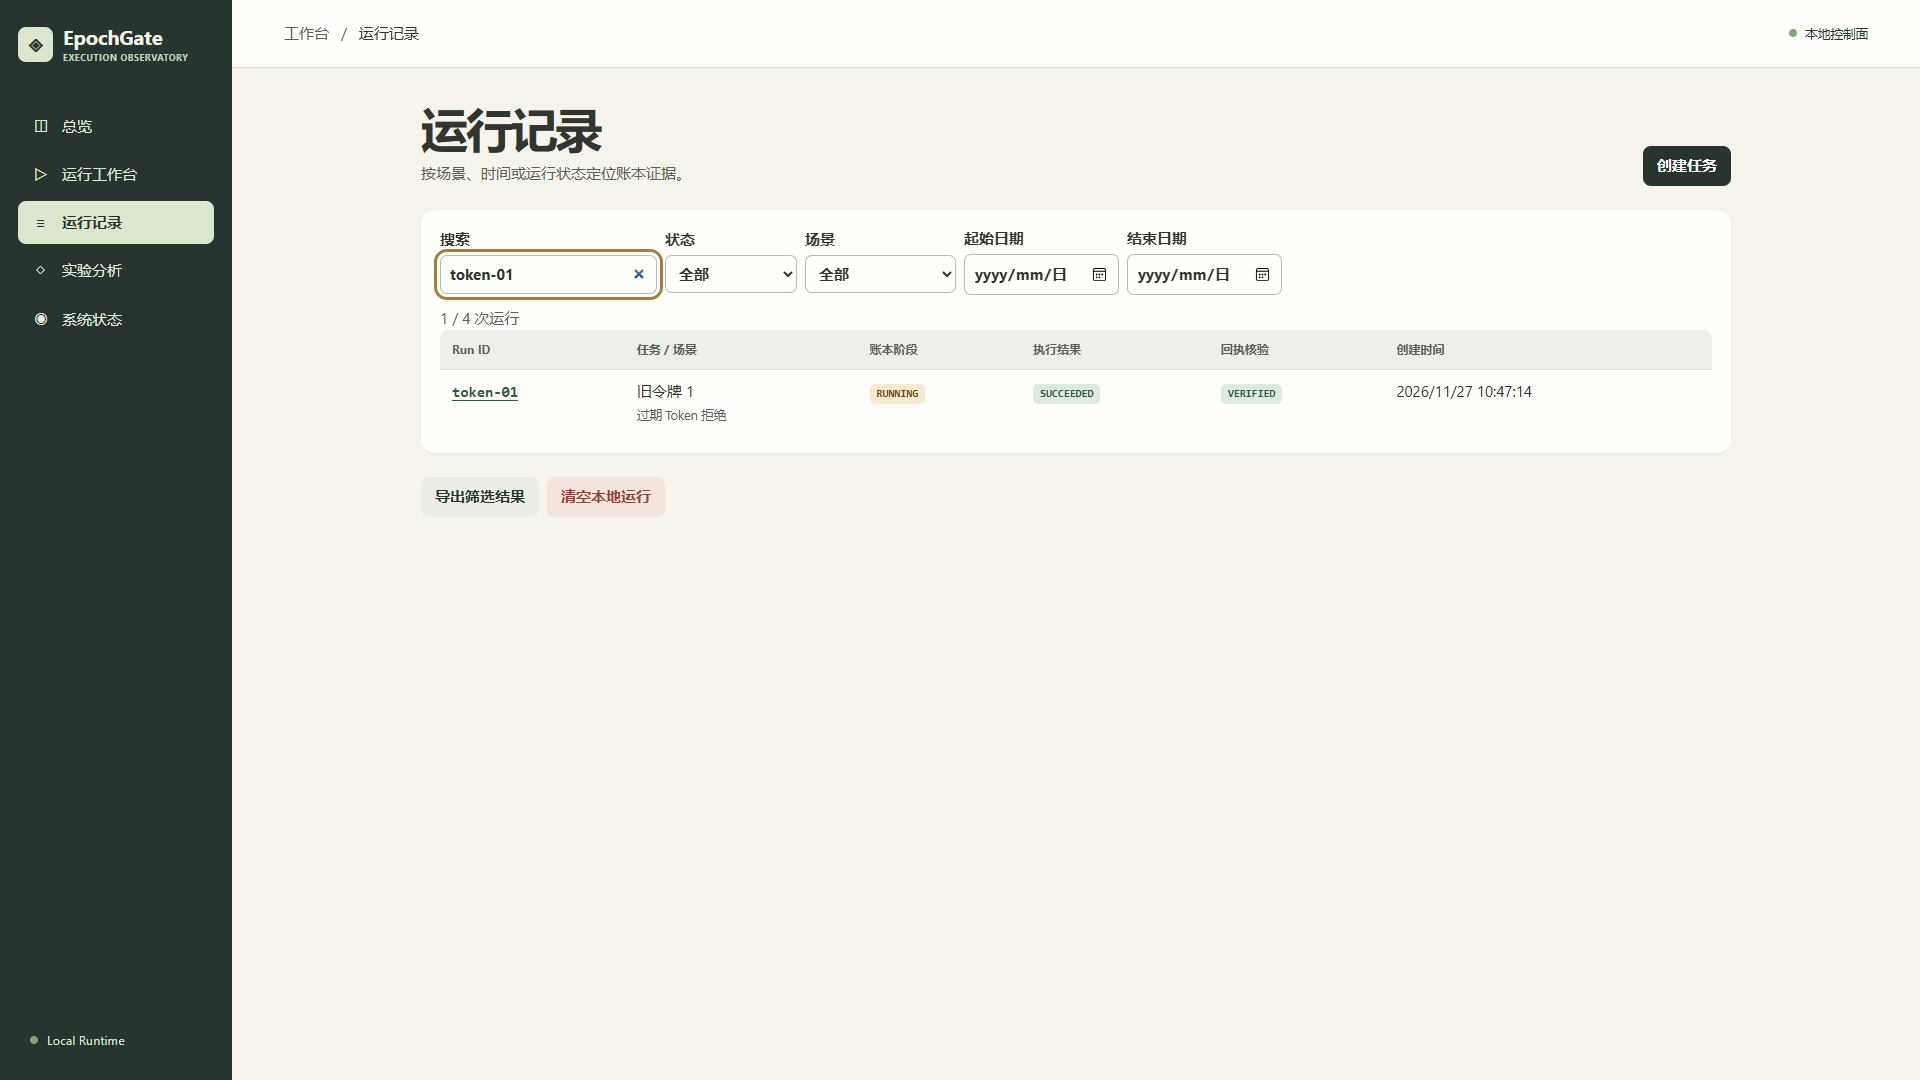 EpochGate
EXECUTION OBSERVATORY
总览
运行工作台
运行记录
实验分析
系统状态
Local Runtime
工作台 / 运行记录
本地控制面
运行记录
按场景、时间或运行状态定位账本证据。
创建任务
搜索 状态 场景 起始日期 结束日期
token-01 全部 全部 yyyy/mm/日 yyyy/mm/日
1 / 4 次运行
Run ID 任务 / 场景 账本阶段 执行结果 回执核验 创建时间
token-01 旧令牌 1 RUNNING SUCCEEDED VERIFIED 2026/11/27 10:47:14
过期 Token 拒绝
导出筛选结果 清空本地运行